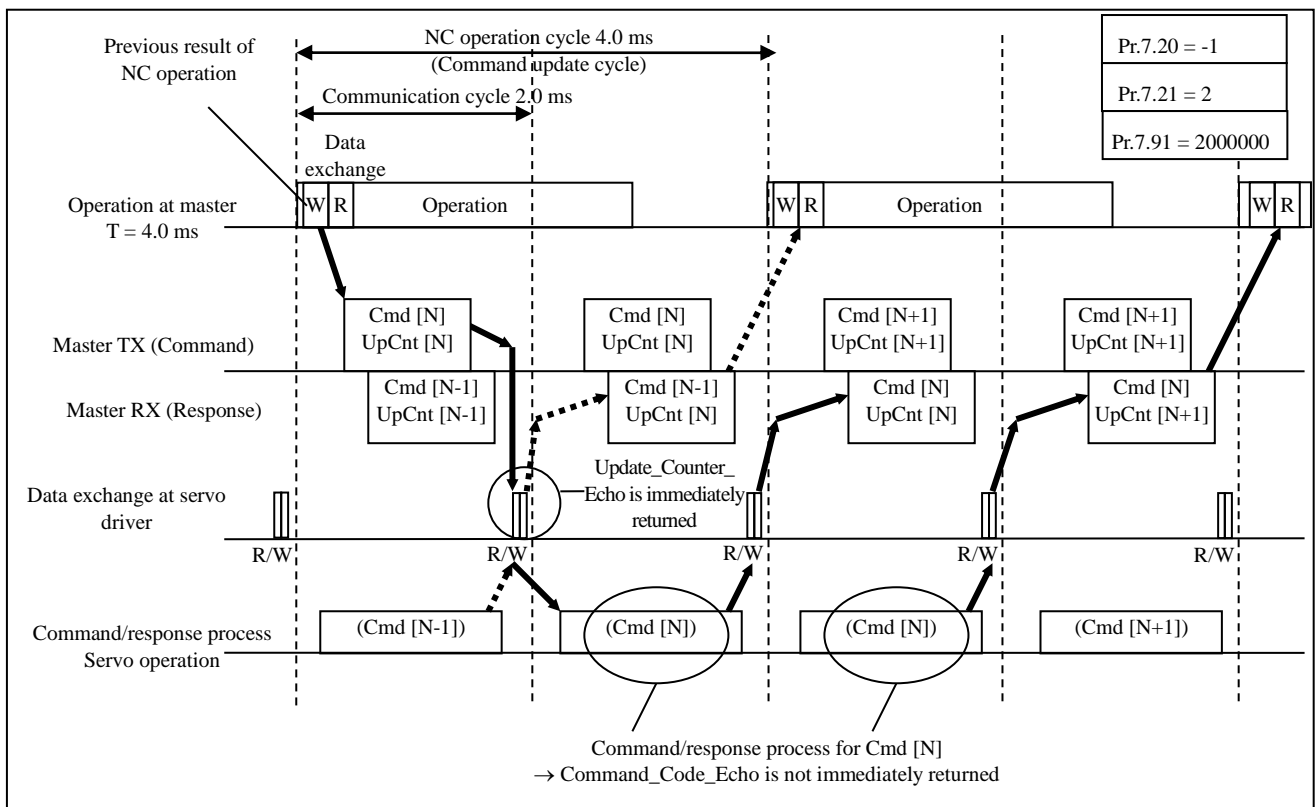 Previous result of
NC operation
NC operation cycle 4.0 ms
(Command update cycle)
Communication cycle 2.0 ms
Pr.7.20 = -1
Pr.7.21 = 2
Pr.7.91 = 2000000
Data
exchange
Operation at master
T = 4.0 ms
W R Operation
W R Operation
W R
Master TX (Command)
Cmd [N]
UpCnt [N]
Cmd [N]
UpCnt [N]
Cmd [N+1]
UpCnt [N+1]
Cmd [N+1]
UpCnt [N+1]
Master RX (Response)
Cmd [N-1]
UpCnt [N-1]
Cmd [N-1]
UpCnt [N]
Cmd [N]
UpCnt [N]
Cmd [N]
UpCnt [N+1]
Data exchange at servo
driver
Update_Counter_
Echo is immediately
returned
R/W R/W R/W R/W R/W
Command/response process
Servo operation
(Cmd [N-1]) (Cmd [N]) (Cmd [N]) (Cmd [N+1])
Command/response process for Cmd [N]
→ Command_Code_Echo is not immediately returned